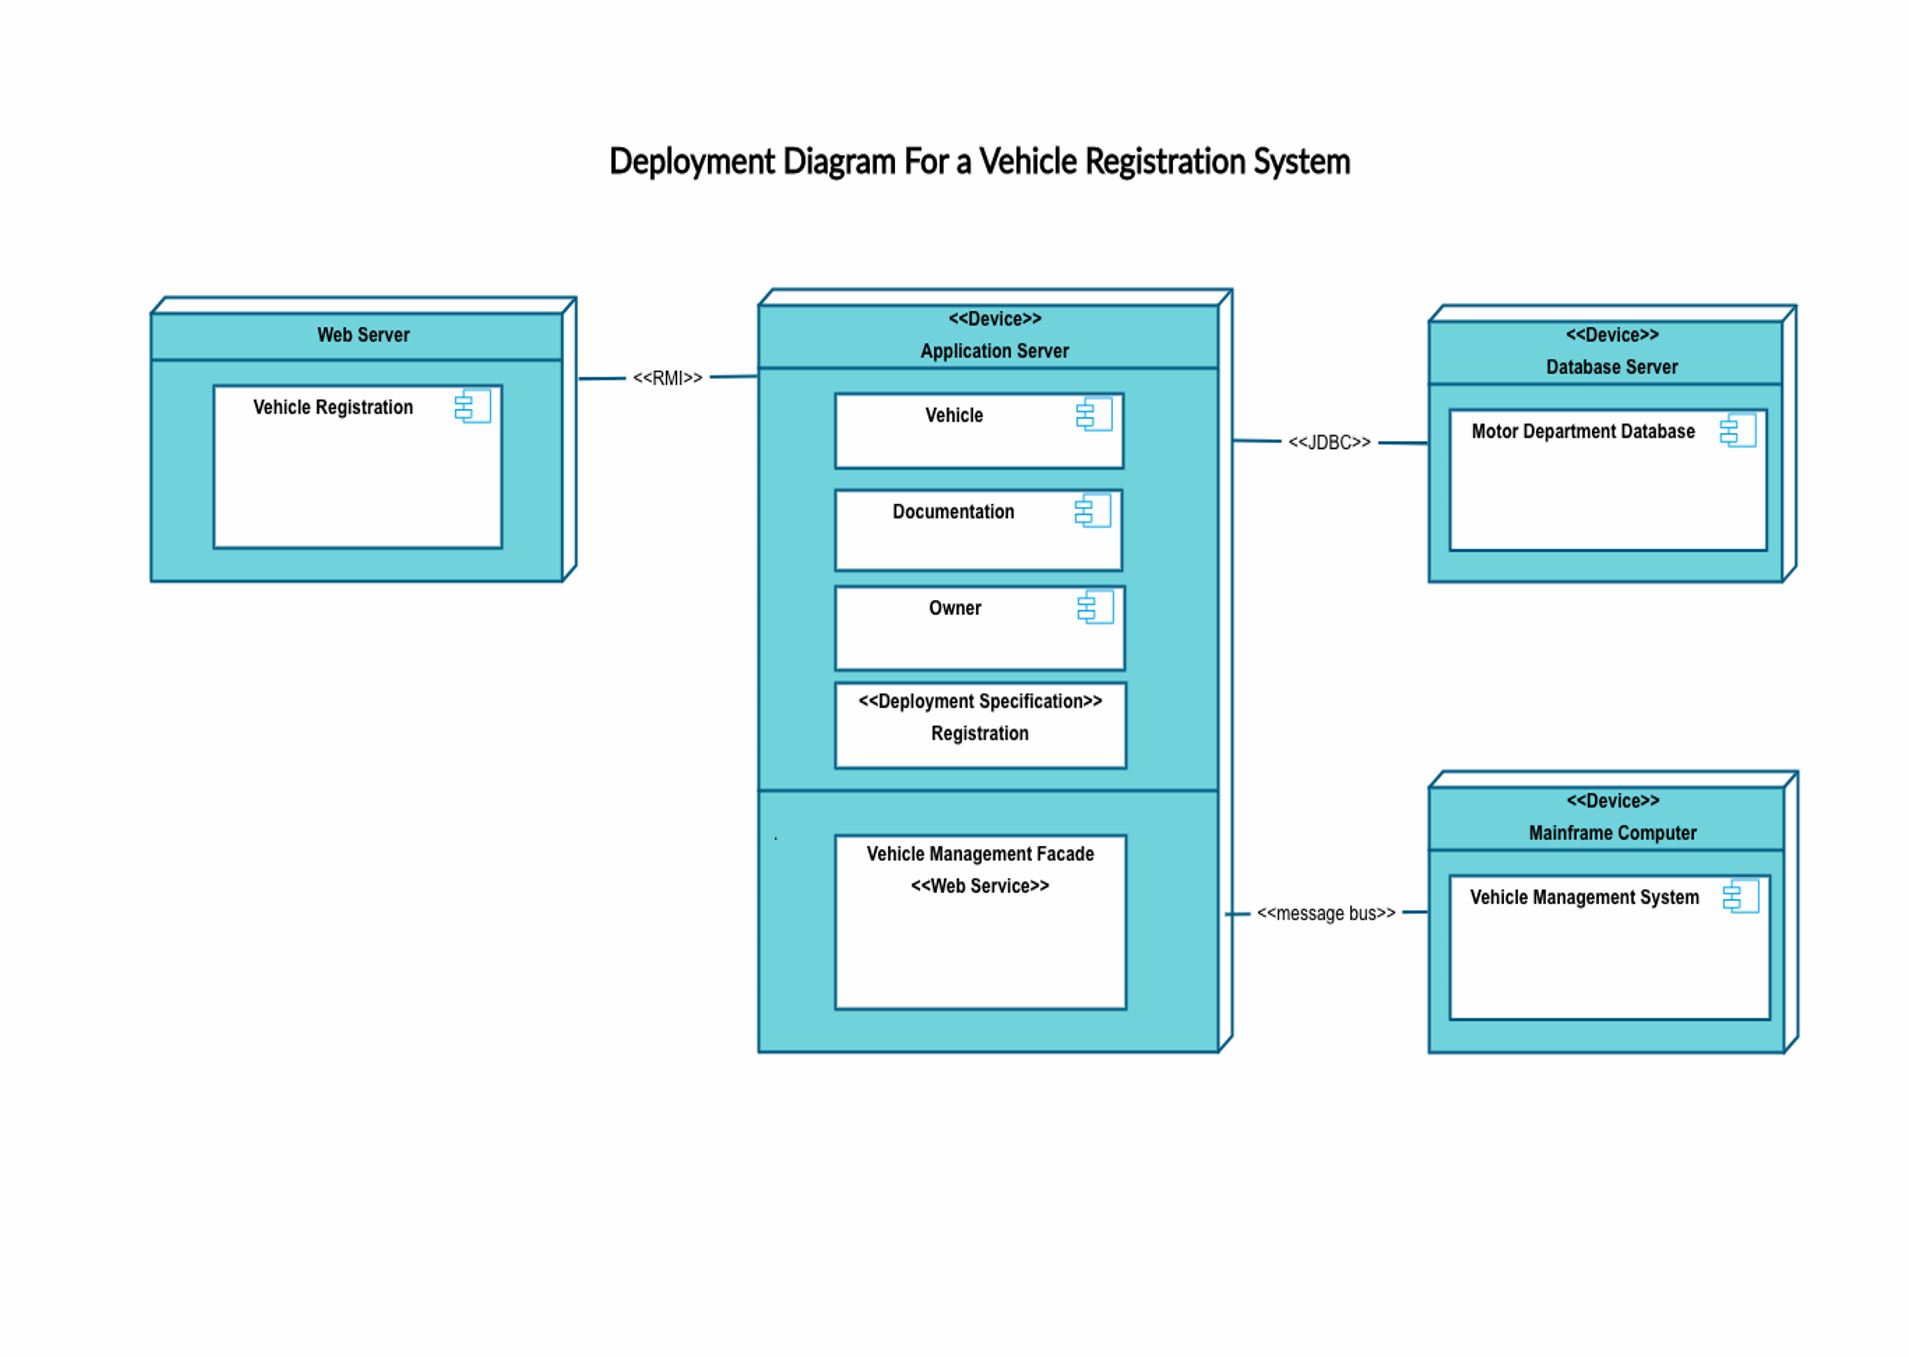 Deployment Diagram For a Vehicle Registration System
Web Server
Vehicle Registration
<<RMI>>
<<Device>>
Application Server
Vehicle
Documentation
Owner
<<Deployment Specification>>
Registration
Vehicle Management Facade
<<Web Service>>
<<JDBC>>
<<Device>>
Database Server
Motor Department Database
<<message bus>>
<<Device>>
Mainframe Computer
Vehicle Management System